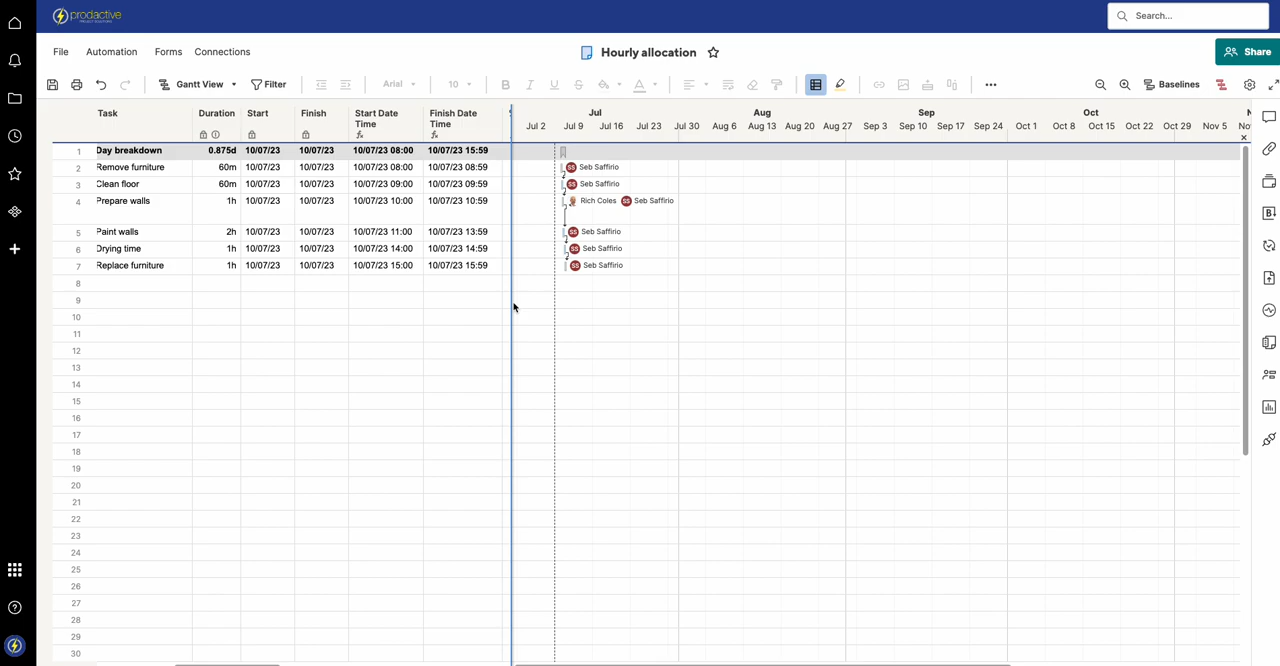 prodactive
Search...
File Automation Forms Connections
Hourly allocation
Share
Gantt View Filter Arial 10 B I U S A Baselines
Task Duration Start Finish Start Date Time Finish Date Time
Jul Aug Sep Oct
Jul 2 Jul 9 Jul 16 Jul 23 Jul 30 Aug 6 Aug 13 Aug 20 Aug 27 Sep 3 Sep 10 Sep 17 Sep 24 Oct 1 Oct 8 Oct 15 Oct 22 Oct 29 Nov 5 No
fx fx
1 Day breakdown 0.875d 10/07/23 10/07/23 10/07/23 08:00 10/07/23 15:59
2 Remove furniture 60m 10/07/23 10/07/23 10/07/23 08:00 10/07/23 08:59 SS Seb Saffirio
3 Clean floor 60m 10/07/23 10/07/23 10/07/23 09:00 10/07/23 09:59 SS Seb Saffirio
4 Prepare walls 1h 10/07/23 10/07/23 10/07/23 10:00 10/07/23 10:59 Rich Coles SS Seb Saffirio
5 Paint walls 2h 10/07/23 10/07/23 10/07/23 11:00 10/07/23 13:59 SS Seb Saffirio
6 Drying time 1h 10/07/23 10/07/23 10/07/23 14:00 10/07/23 14:59 SS Seb Saffirio
7 Replace furniture 1h 10/07/23 10/07/23 10/07/23 15:00 10/07/23 15:59 SS Seb Saffirio
8
9
10
11
12
13
14
15
16
17
18
19
20
21
22
23
24
25
26
27
28
29
30